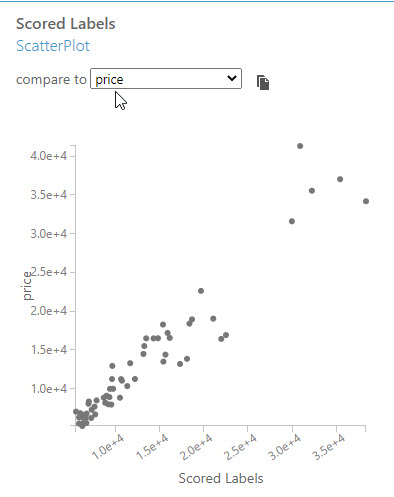 Scored Labels
ScatterPlot
compare to price
4.0e+4
3.5e+4
3.0e+4
2.5e+4
2.0e+4
1.5e+4
1.0e+4
price
1.0e+4 1.5e+4 2.0e+4 2.5e+4 3.0e+4 3.5e+4
Scored Labels